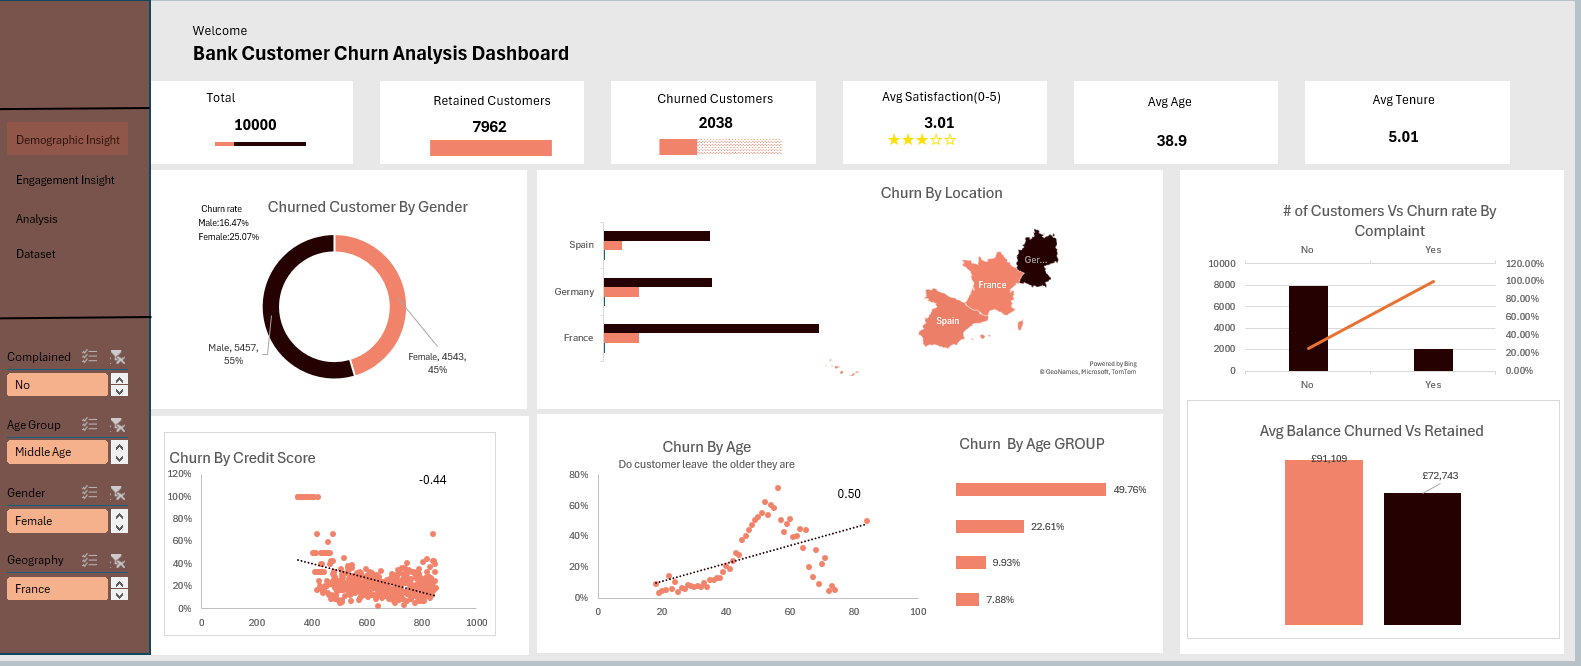 Welcome
Bank Customer Churn Analysis Dashboard
Total
10000
Retained Customers
7962
Churned Customers
2038
Avg Satisfaction(0-5)
3.01
Avg Age
38.9
Avg Tenure
5.01
Demographic Insight
Engagement Insight
Analysis
Dataset
Complained
No
Age Group
Middle Age
Gender
Female
Geography
France
Churn rate
Male:16.47%
Female:25.07%
Churned Customer By Gender
Male, 5457,
55%
Female, 4543,
45%
Churn By Location
Spain
Germany
France
Ger...
France
Spain
Powered by Bing
© GeoNames, Microsoft, TomTom
# of Customers Vs Churn rate By
Complaint
No Yes
10000 120.00%
100.00%
8000 80.00%
6000 60.00%
4000 40.00%
2000 20.00%
0 0.00%
No Yes
Churn By Credit Score
-0.44
120%
100%
80%
60%
40%
20%
0%
0 200 400 600 800 1000
Churn By Age
Do customer leave the older they are
0.50
80%
60%
40%
20%
0%
0 20 40 60 80 100
Churn By Age GROUP
49.76%
22.61%
9.93%
7.88%
Avg Balance Churned Vs Retained
£91,109
£72,743